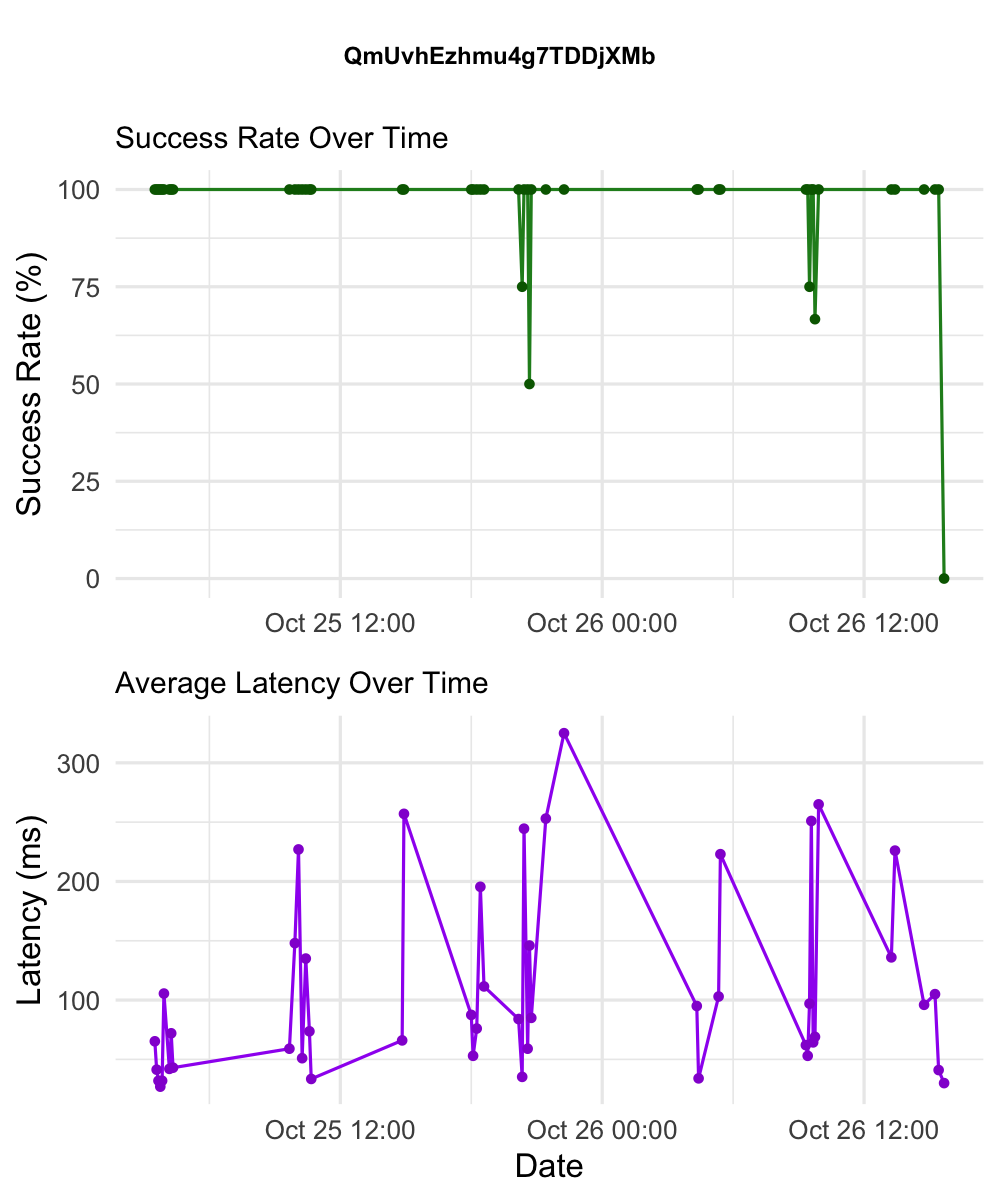 QmUvhEzhmu4g7TDDjXMb
Success Rate Over Time
Success Rate (%)
100
75
50
25
0
Oct 25 12:00 Oct 26 00:00 Oct 26 12:00
Average Latency Over Time
Latency (ms)
300
200
100
Oct 25 12:00 Oct 26 00:00 Oct 26 12:00
Date